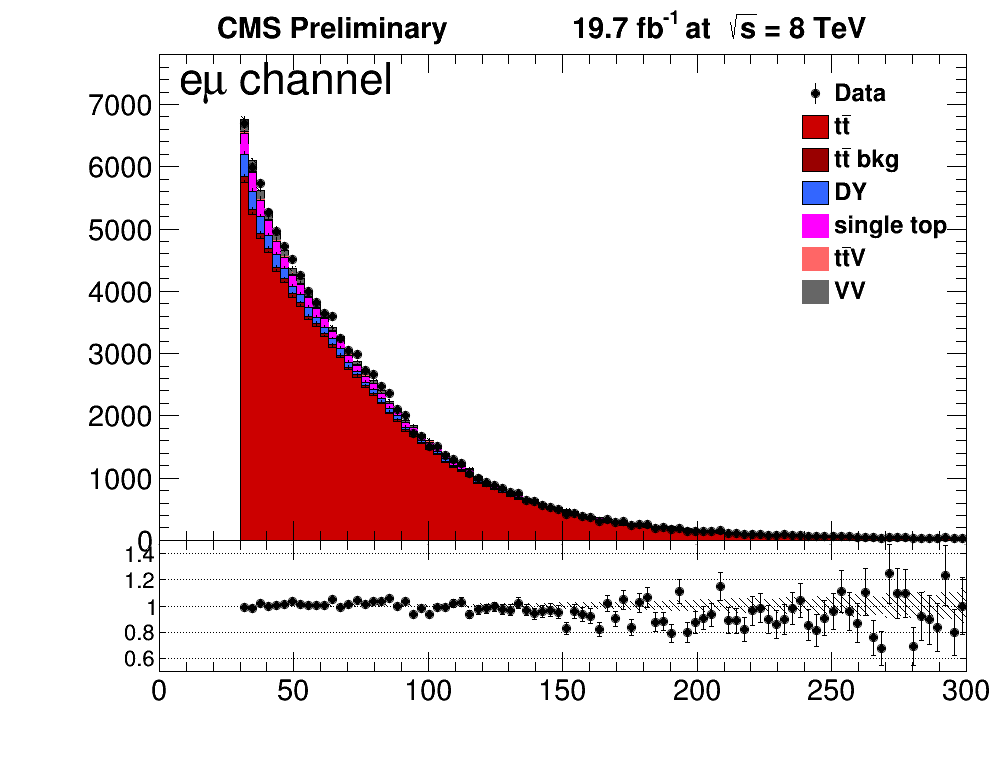 CMS Preliminary 19.7 fb⁻¹ at √s = 8 TeV
eμ channel
Data
tt̄
tt̄ bkg
DY
single top
tt̄V
VV
7000
6000
5000
4000
3000
2000
1000
0
1.4
1.2
1
0.8
0.6
0 50 100 150 200 250 300